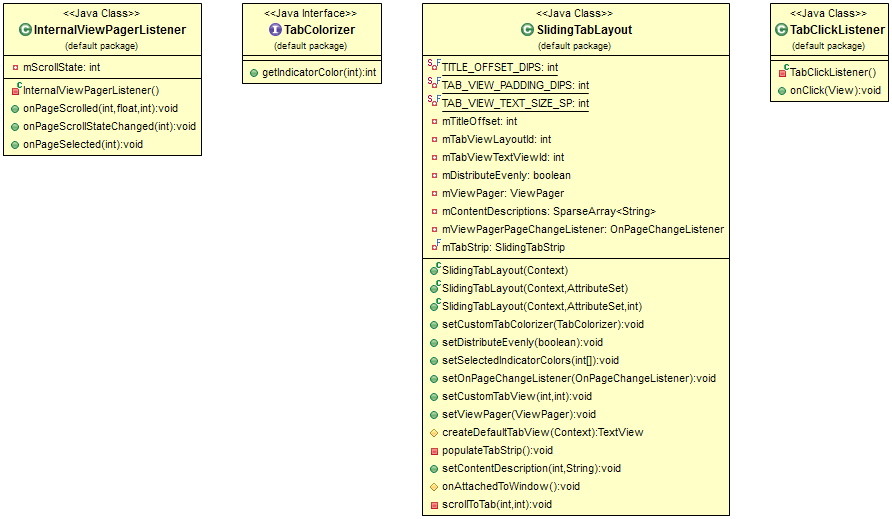 <<Java Class>>
InternalViewPagerListener
(default package)
mScrollState: int
InternalViewPagerListener()
onPageScrolled(int,float,int):void
onPageScrollStateChanged(int):void
onPageSelected(int):void
<<Java Interface>>
TabColorizer
(default package)
getIndicatorColor(int):int
<<Java Class>>
SlidingTabLayout
(default package)
TITLE_OFFSET_DIPS: int
TAB_VIEW_PADDING_DIPS: int
TAB_VIEW_TEXT_SIZE_SP: int
mTitleOffset: int
mTabViewLayoutId: int
mTabViewTextViewId: int
mDistributeEvenly: boolean
mViewPager: ViewPager
mContentDescriptions: SparseArray<String>
mViewPagerPageChangeListener: OnPageChangeListener
mTabStrip: SlidingTabStrip
SlidingTabLayout(Context)
SlidingTabLayout(Context,AttributeSet)
SlidingTabLayout(Context,AttributeSet,int)
setCustomTabColorizer(TabColorizer):void
setDistributeEvenly(boolean):void
setSelectedIndicatorColors(int[]):void
setOnPageChangeListener(OnPageChangeListener):void
setCustomTabView(int,int):void
setViewPager(ViewPager):void
createDefaultTabView(Context):TextView
populateTabStrip():void
setContentDescription(int,String):void
onAttachedToWindow():void
scrollToTab(int,int):void
<<Java Class>>
TabClickListener
(default package)
TabClickListener()
onClick(View):void